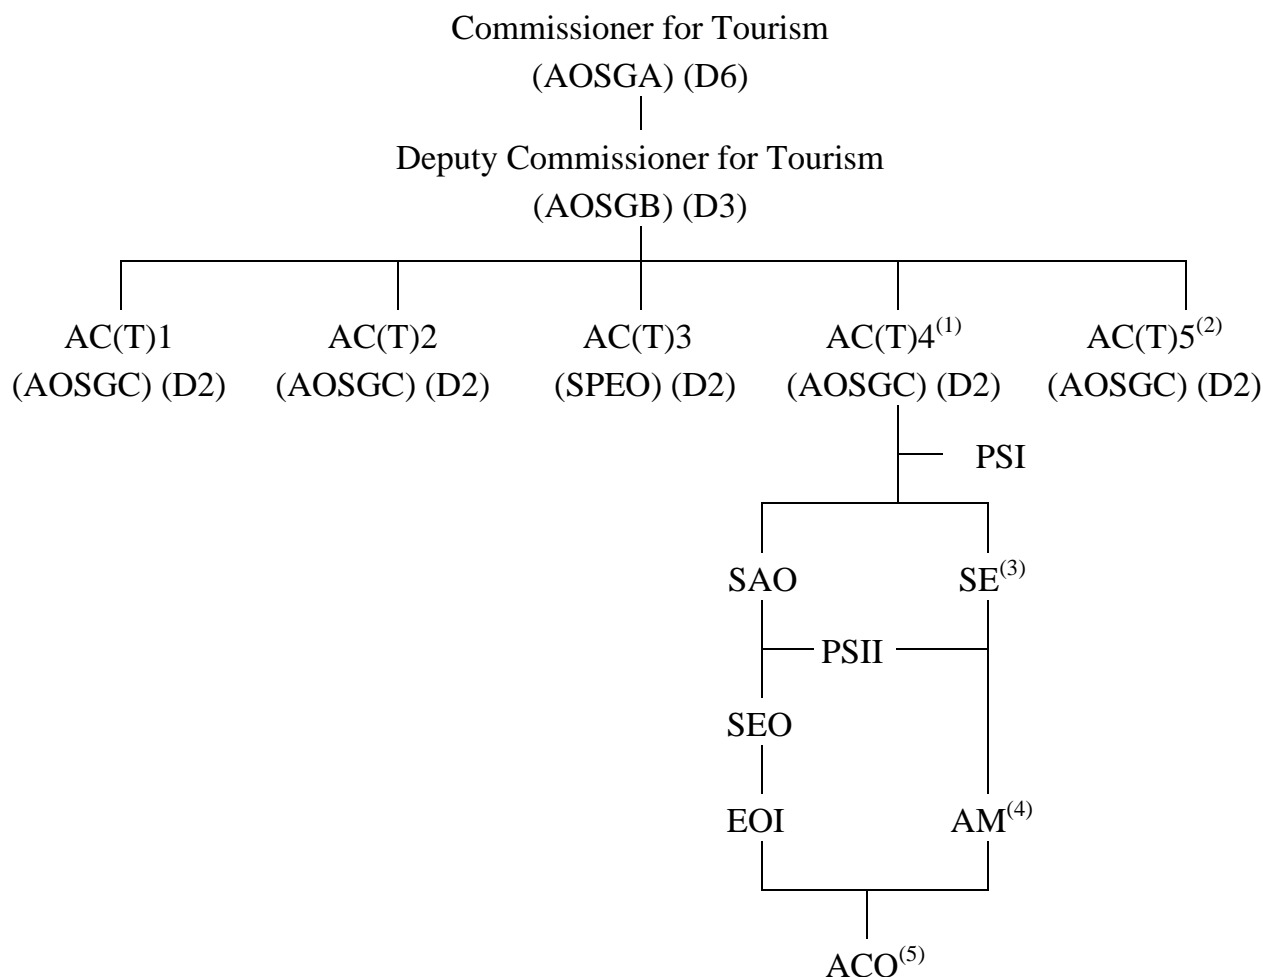 Commissioner for Tourism
(AOSGA) (D6)
Deputy Commissioner for Tourism
(AOSGB) (D3)
AC(T)1 AC(T)2 AC(T)3 AC(T)4(1) AC(T)5(2)
(AOSGC) (D2) (AOSGC) (D2) (SPEO) (D2) (AOSGC) (D2) (AOSGC) (D2)
PSI
SAO SE(3)
PSII
SEO
EOI AM(4)
ACO(5)